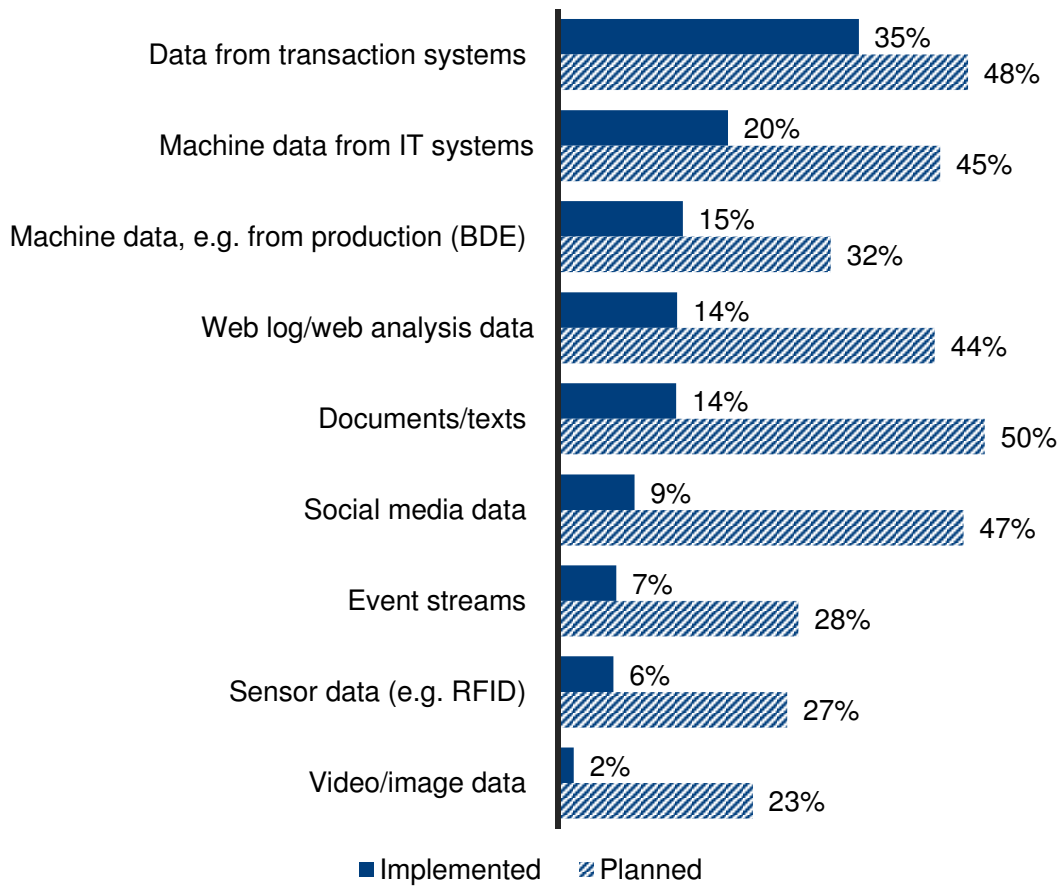 Data from transaction systems
35%
48%
Machine data from IT systems
20%
45%
Machine data, e.g. from production (BDE)
15%
32%
Web log/web analysis data
14%
44%
Documents/texts
14%
50%
Social media data
9%
47%
Event streams
7%
28%
Sensor data (e.g. RFID)
6%
27%
Video/image data
2%
23%
Implemented Planned